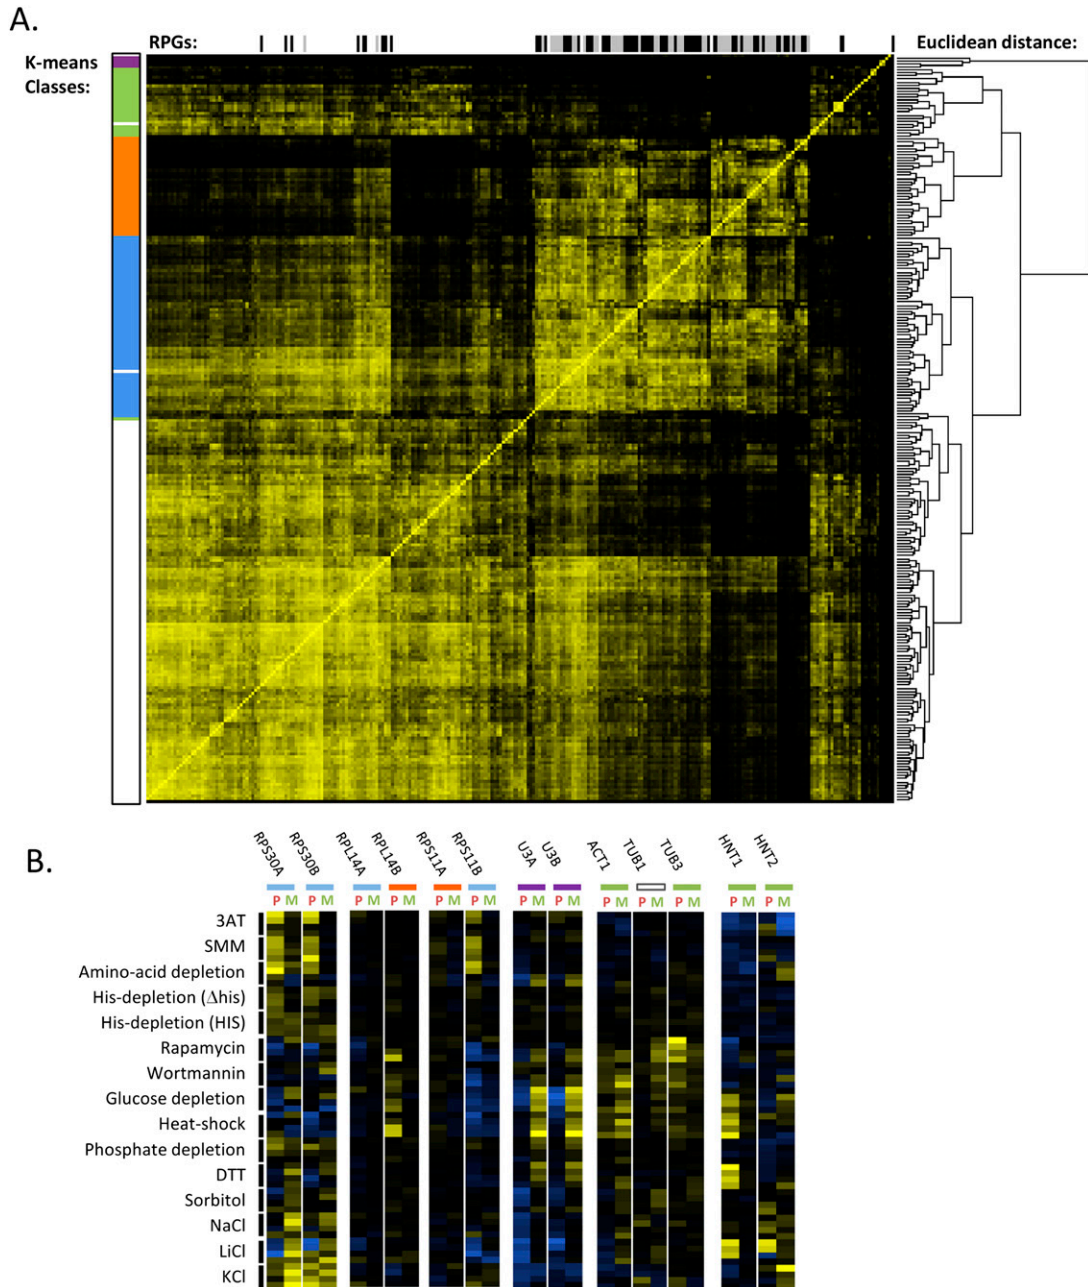 A.
RPGs:
Euclidean distance:
K-means
Classes:
B.
RPS30A RPS30B RPL14A RPL14B RPS11A RPS11B U3A U3B ACT1 TUB1 TUB3 HNT1 HNT2
P M P M P M P M P M P M P M P M P M P M P M P M P M
3AT
SMM
Amino-acid depletion
His-depletion (Δhis)
His-depletion (HIS)
Rapamycin
Wortmannin
Glucose depletion
Heat-shock
Phosphate depletion
DTT
Sorbitol
NaCl
LiCl
KCl